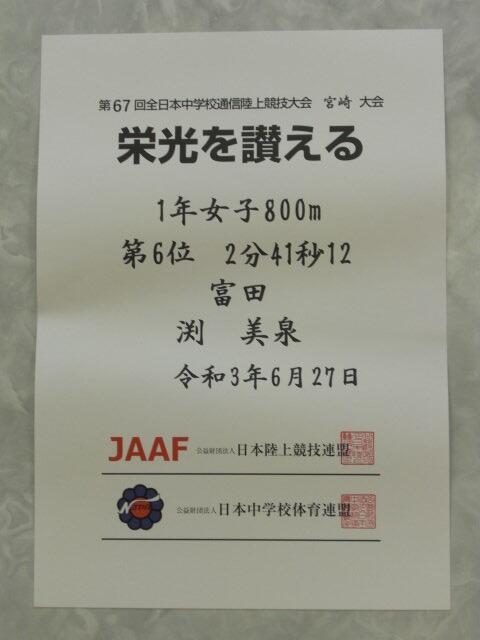 第67回全日本中学校通信陸上競技大会 宮崎 大会
栄光を讃える
1年女子800m
第6位 2分41秒12
富田
渕 美泉
令和3年6月27日
JAAF 公益財団法人 日本陸上競技連盟
公益財団法人 日本中学校体育連盟